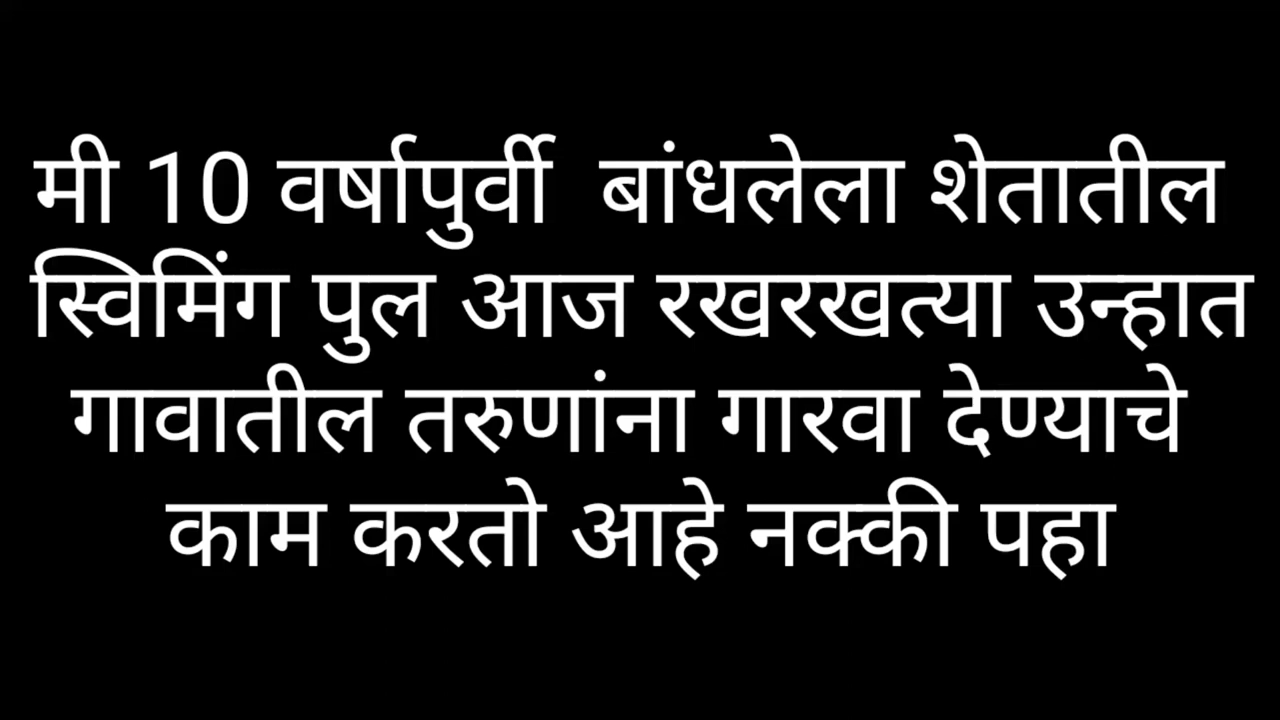 मी 10 वर्षापुर्वी बांधलेला शेतातील
स्विमिंग पुल आज रखरखत्या उन्हात
गावातील तरुणांना गारवा देण्याचे
काम करतो आहे नक्की पहा